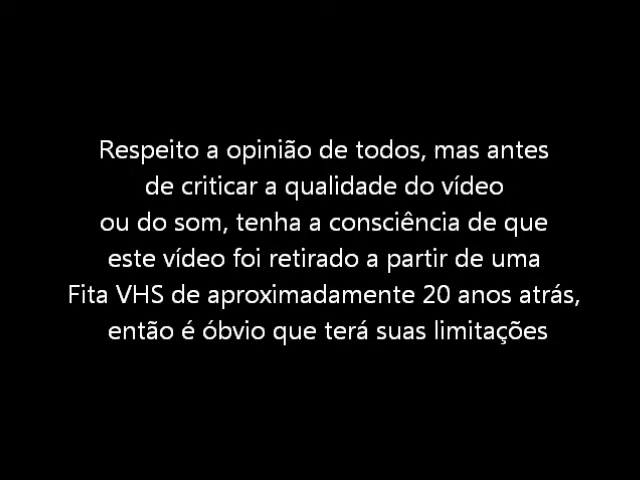 Respeito a opinião de todos, mas antes
de criticar a qualidade do vídeo
ou do som, tenha a consciência de que
este vídeo foi retirado a partir de uma
Fita VHS de aproximadamente 20 anos atrás,
então é óbvio que terá suas limitações